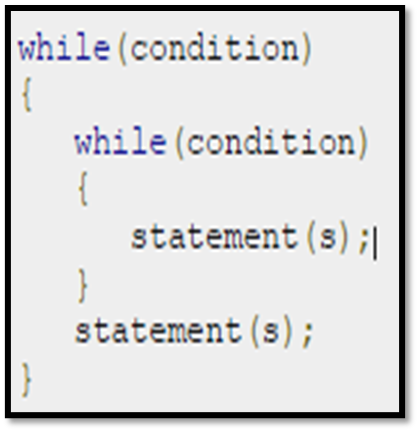 while(condition)
{
while(condition)
{
statement(s);
}
statement(s);
}